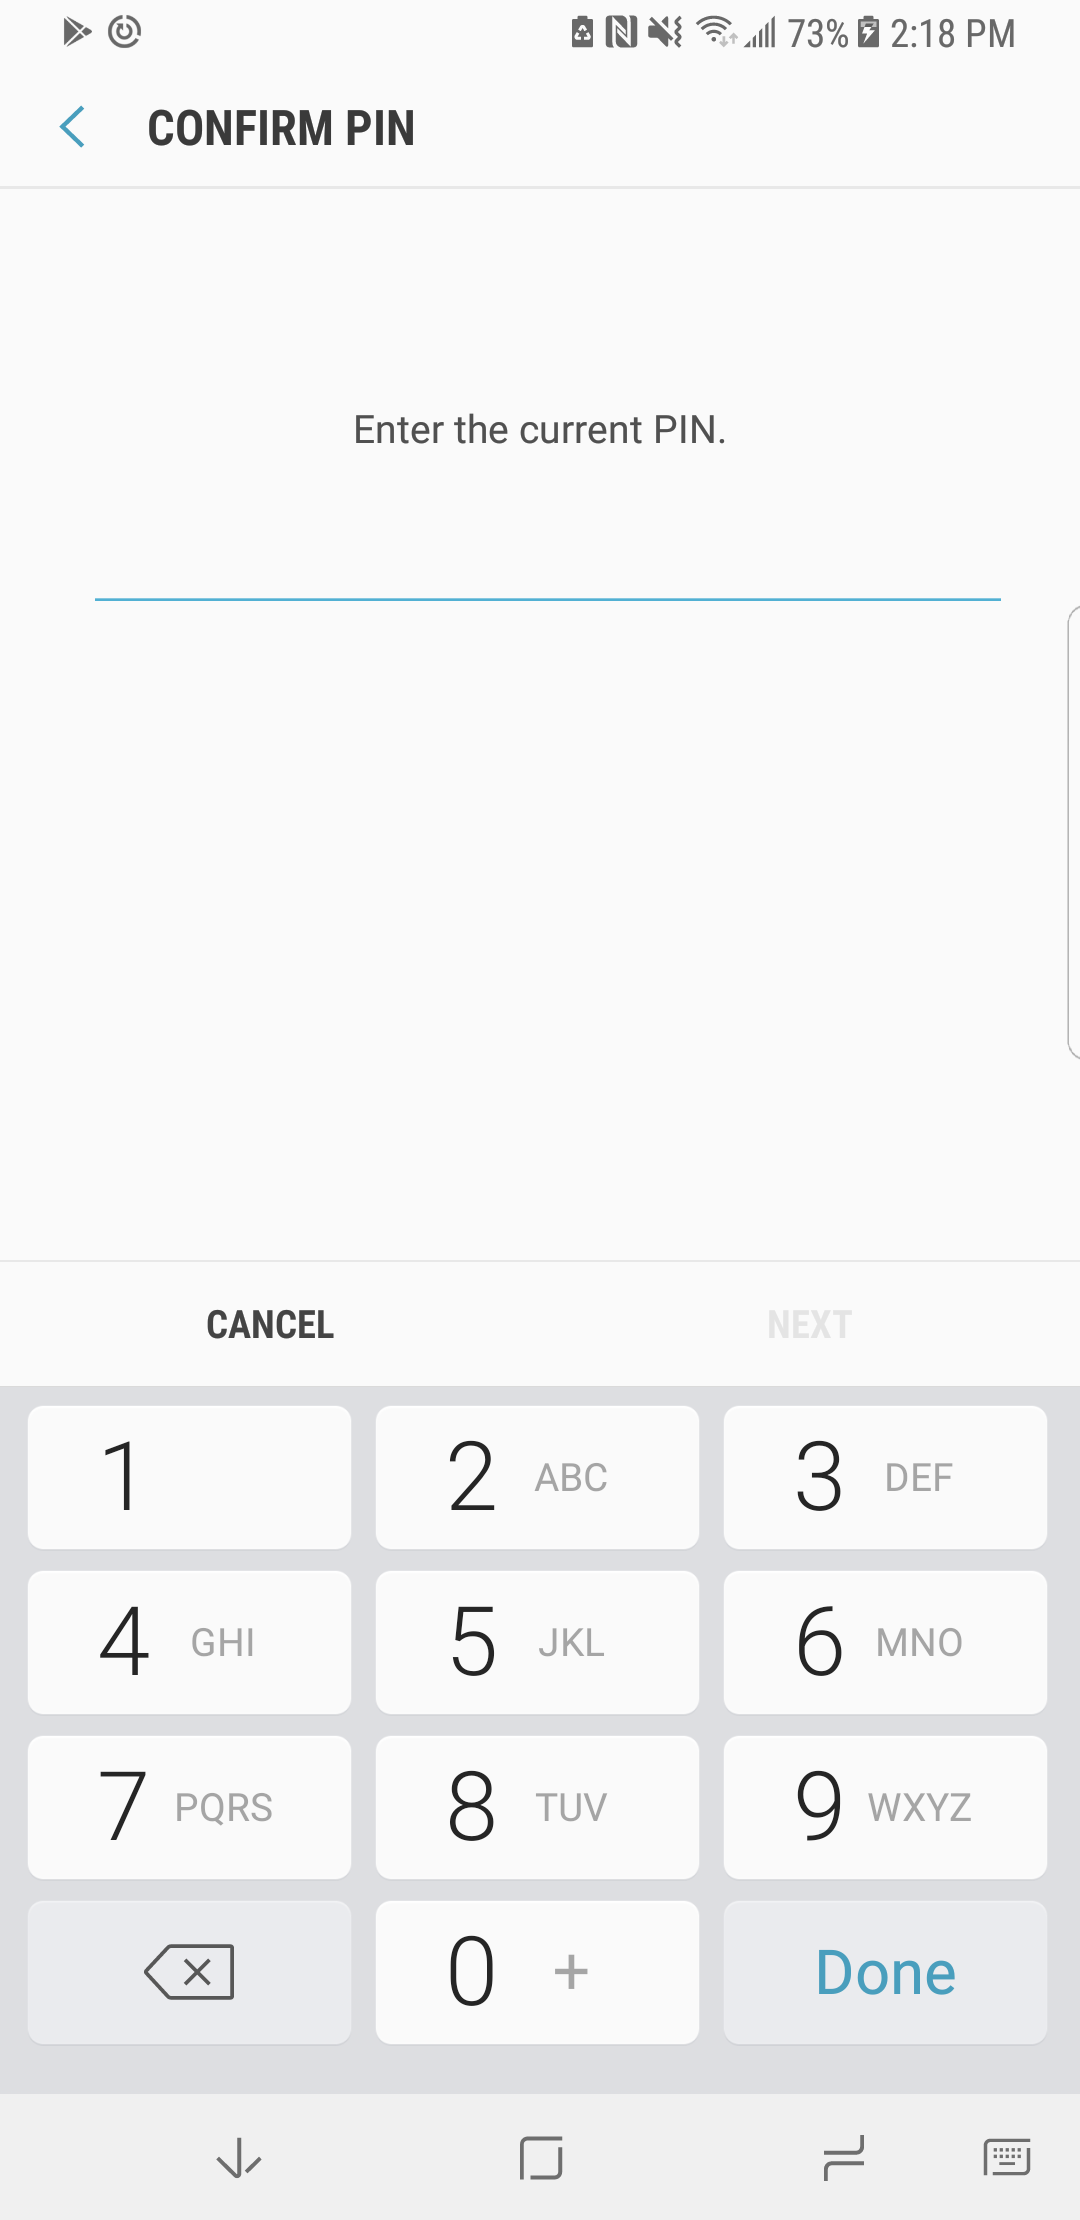 73% 2:18 PM
CONFIRM PIN
Enter the current PIN.
CANCEL NEXT
1 2 ABC 3 DEF
4 GHI 5 JKL 6 MNO
7 PQRS 8 TUV 9 WXYZ
0 + Done